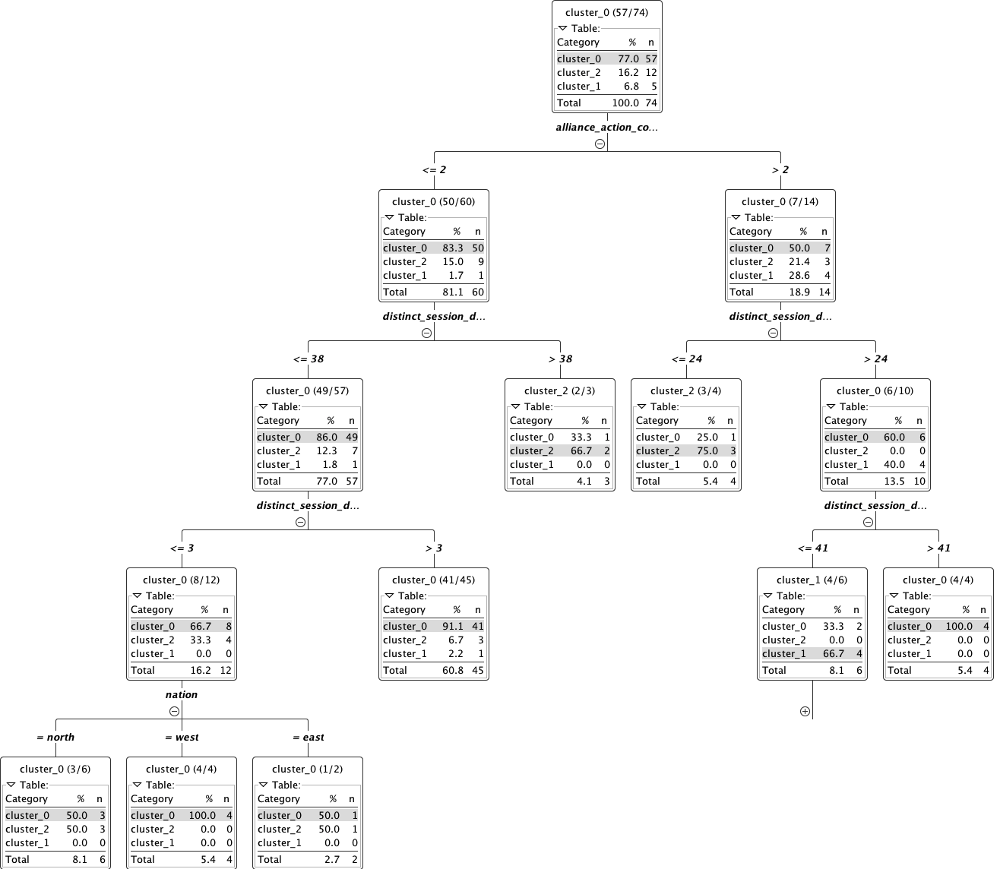 cluster_0 (57/74)
Table:
Category % n
cluster_0 77.0 57
cluster_2 16.2 12
cluster_1 6.8 5
Total 100.0 74
alliance_action_co...
<= 2
> 2
cluster_0 (50/60)
Table:
Category % n
cluster_0 83.3 50
cluster_2 15.0 9
cluster_1 1.7 1
Total 81.1 60
distinct_session_d...
cluster_0 (7/14)
Table:
Category % n
cluster_0 50.0 7
cluster_2 21.4 3
cluster_1 28.6 4
Total 18.9 14
distinct_session_d...
<= 38
> 38
<= 24
> 24
cluster_0 (49/57)
Table:
Category % n
cluster_0 86.0 49
cluster_2 12.3 7
cluster_1 1.8 1
Total 77.0 57
distinct_session_d...
cluster_2 (2/3)
Table:
Category % n
cluster_0 33.3 1
cluster_2 66.7 2
cluster_1 0.0 0
Total 4.1 3
cluster_2 (3/4)
Table:
Category % n
cluster_0 25.0 1
cluster_2 75.0 3
cluster_1 0.0 0
Total 5.4 4
cluster_0 (6/10)
Table:
Category % n
cluster_0 60.0 6
cluster_2 0.0 0
cluster_1 40.0 4
Total 13.5 10
distinct_session_d...
<= 3
> 3
<= 41
> 41
cluster_0 (8/12)
Table:
Category % n
cluster_0 66.7 8
cluster_2 33.3 4
cluster_1 0.0 0
Total 16.2 12
nation
cluster_0 (41/45)
Table:
Category % n
cluster_0 91.1 41
cluster_2 6.7 3
cluster_1 2.2 1
Total 60.8 45
cluster_1 (4/6)
Table:
Category % n
cluster_0 33.3 2
cluster_2 0.0 0
cluster_1 66.7 4
Total 8.1 6
cluster_0 (4/4)
Table:
Category % n
cluster_0 100.0 4
cluster_2 0.0 0
cluster_1 0.0 0
Total 5.4 4
= north
= west
= east
cluster_0 (3/6)
Table:
Category % n
cluster_0 50.0 3
cluster_2 50.0 3
cluster_1 0.0 0
Total 8.1 6
cluster_0 (4/4)
Table:
Category % n
cluster_0 100.0 4
cluster_2 0.0 0
cluster_1 0.0 0
Total 5.4 4
cluster_0 (1/2)
Table:
Category % n
cluster_0 50.0 1
cluster_2 50.0 1
cluster_1 0.0 0
Total 2.7 2